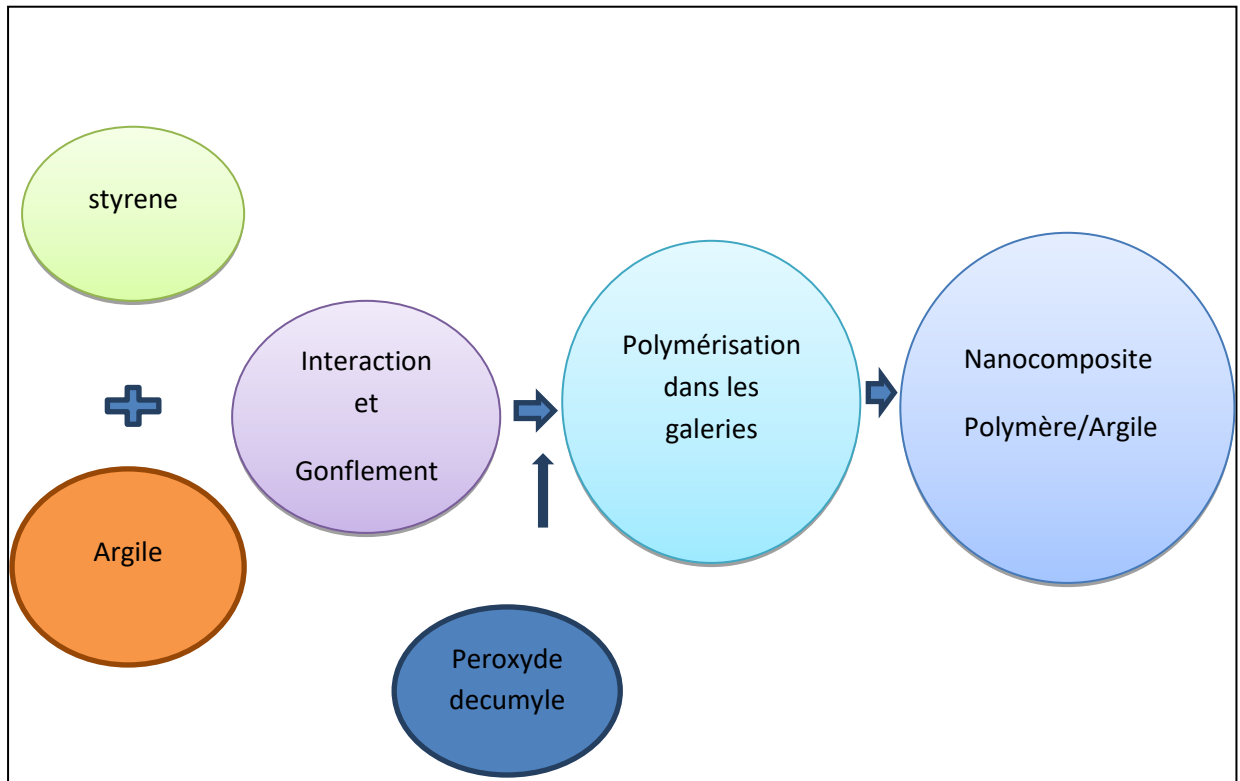 styrene
Argile
Interaction
et
Gonflement
Peroxyde
decumyle
Polymérisation
dans les
galeries
Nanocomposite
Polymère/Argile